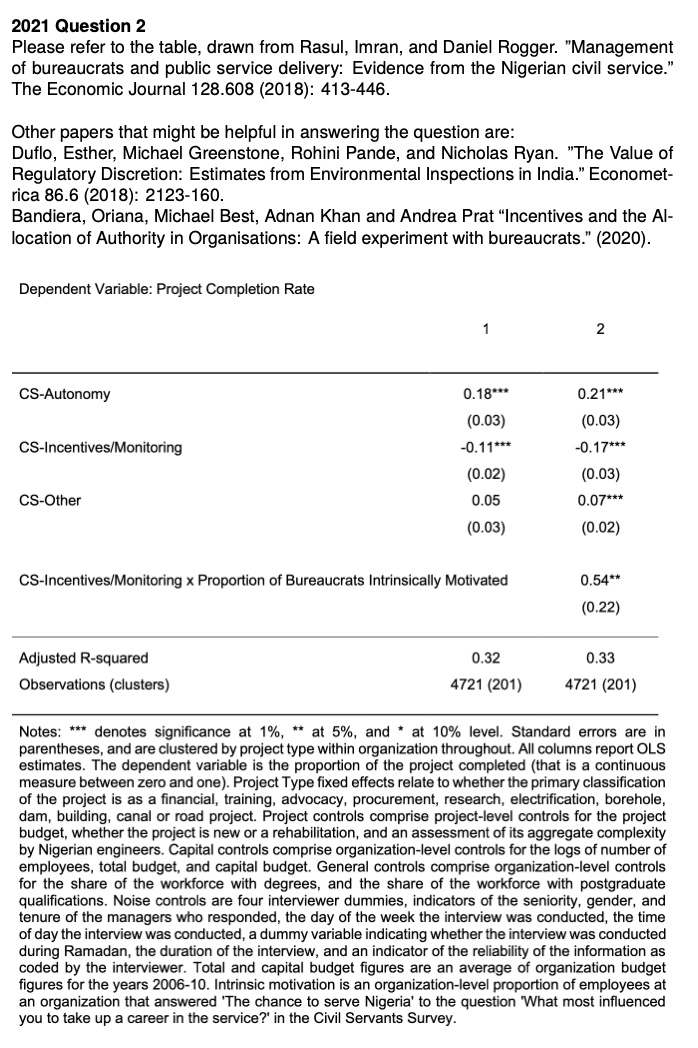 2021 Question 2
Please refer to the table, drawn from Rasul, Imran, and Daniel Rogger. ”Management
of bureaucrats and public service delivery: Evidence from the Nigerian civil service.”
The Economic Journal 128.608 (2018): 413-446.
Other papers that might be helpful in answering the question are:
Duflo, Esther, Michael Greenstone, Rohini Pande, and Nicholas Ryan. ”The Value of
Regulatory Discretion: Estimates from Environmental Inspections in India.” Economet-
rica 86.6 (2018): 2123-160.
Bandiera, Oriana, Michael Best, Adnan Khan and Andrea Prat “Incentives and the Al-
location of Authority in Organisations: A field experiment with bureaucrats.” (2020).
Dependent Variable: Project Completion Rate
1 2
CS-Autonomy 0.18*** 0.21***
(0.03) (0.03)
CS-Incentives/Monitoring -0.11*** -0.17***
(0.02) (0.03)
CS-Other 0.05 0.07***
(0.03) (0.02)
CS-Incentives/Monitoring x Proportion of Bureaucrats Intrinsically Motivated 0.54**
(0.22)
Adjusted R-squared 0.32 0.33
Observations (clusters) 4721 (201) 4721 (201)
Notes: *** denotes significance at 1%, ** at 5%, and * at 10% level. Standard errors are in
parentheses, and are clustered by project type within organization throughout. All columns report OLS
estimates. The dependent variable is the proportion of the project completed (that is a continuous
measure between zero and one). Project Type fixed effects relate to whether the primary classification
of the project is as a financial, training, advocacy, procurement, research, electrification, borehole,
dam, building, canal or road project. Project controls comprise project-level controls for the project
budget, whether the project is new or a rehabilitation, and an assessment of its aggregate complexity
by Nigerian engineers. Capital controls comprise organization-level controls for the logs of number of
employees, total budget, and capital budget. General controls comprise organization-level controls
for the share of the workforce with degrees, and the share of the workforce with postgraduate
qualifications. Noise controls are four interviewer dummies, indicators of the seniority, gender, and
tenure of the managers who responded, the day of the week the interview was conducted, the time
of day the interview was conducted, a dummy variable indicating whether the interview was conducted
during Ramadan, the duration of the interview, and an indicator of the reliability of the information as
coded by the interviewer. Total and capital budget figures are an average of organization budget
figures for the years 2006-10. Intrinsic motivation is an organization-level proportion of employees at
an organization that answered 'The chance to serve Nigeria' to the question 'What most influenced
you to take up a career in the service?' in the Civil Servants Survey.